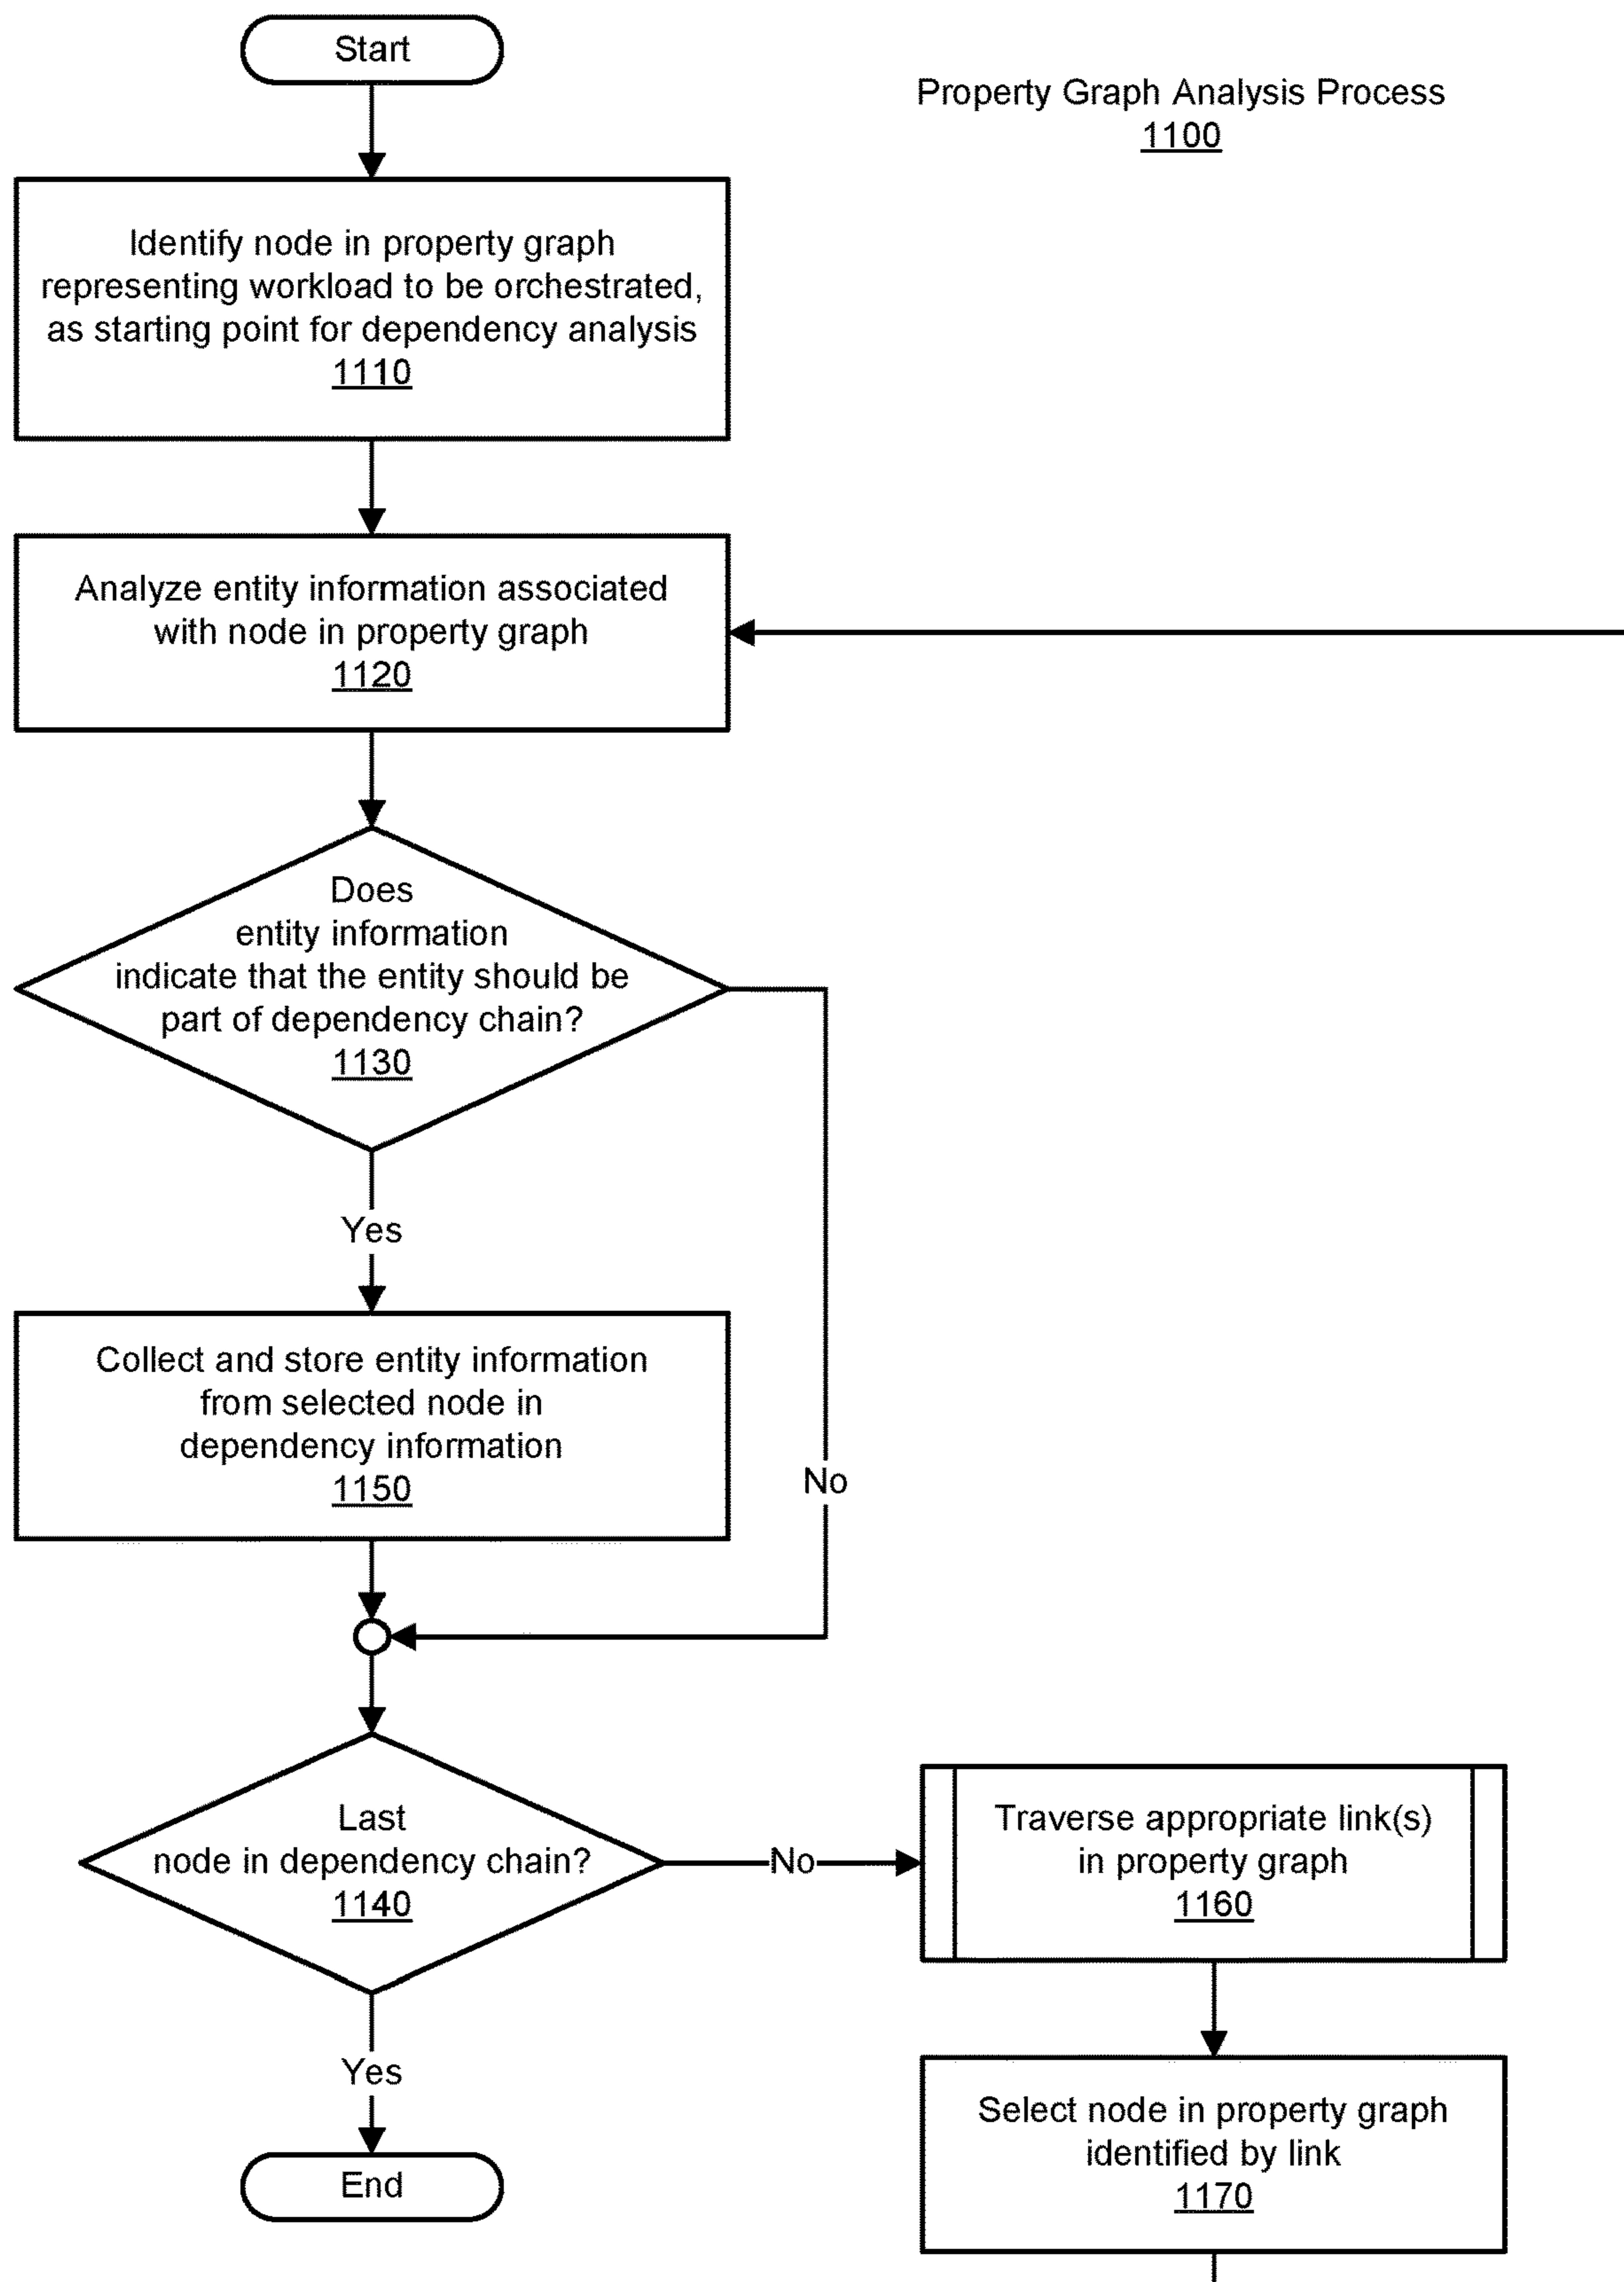 Start
Property Graph Analysis Process
1100
Identify node in property graph
representing workload to be orchestrated,
as starting point for dependency analysis
1110
Analyze entity information associated
with node in property graph
1120
Does
entity information
indicate that the entity should be
part of dependency chain?
1130
Yes
Collect and store entity information
from selected node in
dependency information
1150
No
Last
node in dependency chain?
1140
No
Traverse appropriate link(s)
in property graph
1160
Yes
Select node in property graph
identified by link
1170
End